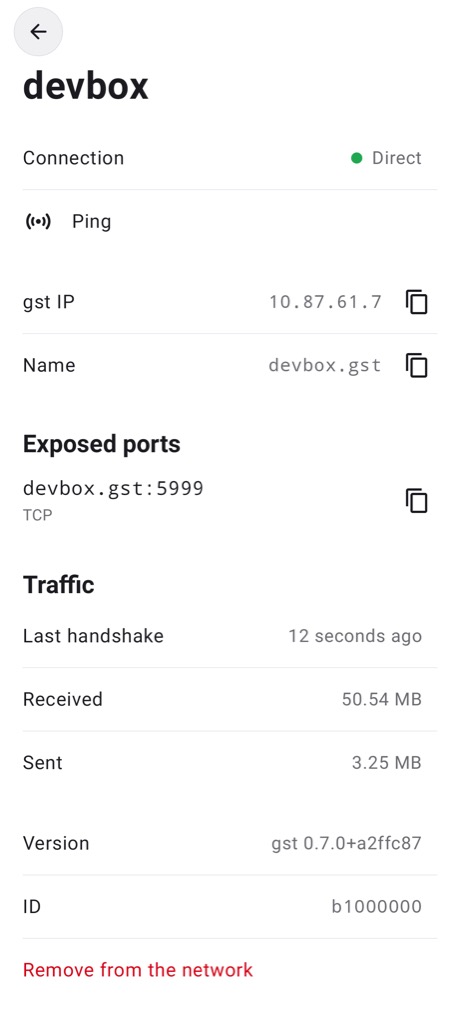 devbox
Connection Direct
Ping
gst IP 10.87.61.7
Name devbox.gst
Exposed ports
devbox.gst:5999
TCP
Traffic
Last handshake 12 seconds ago
Received 50.54 MB
Sent 3.25 MB
Version gst 0.7.0+a2ffc87
ID b1000000
Remove from the network